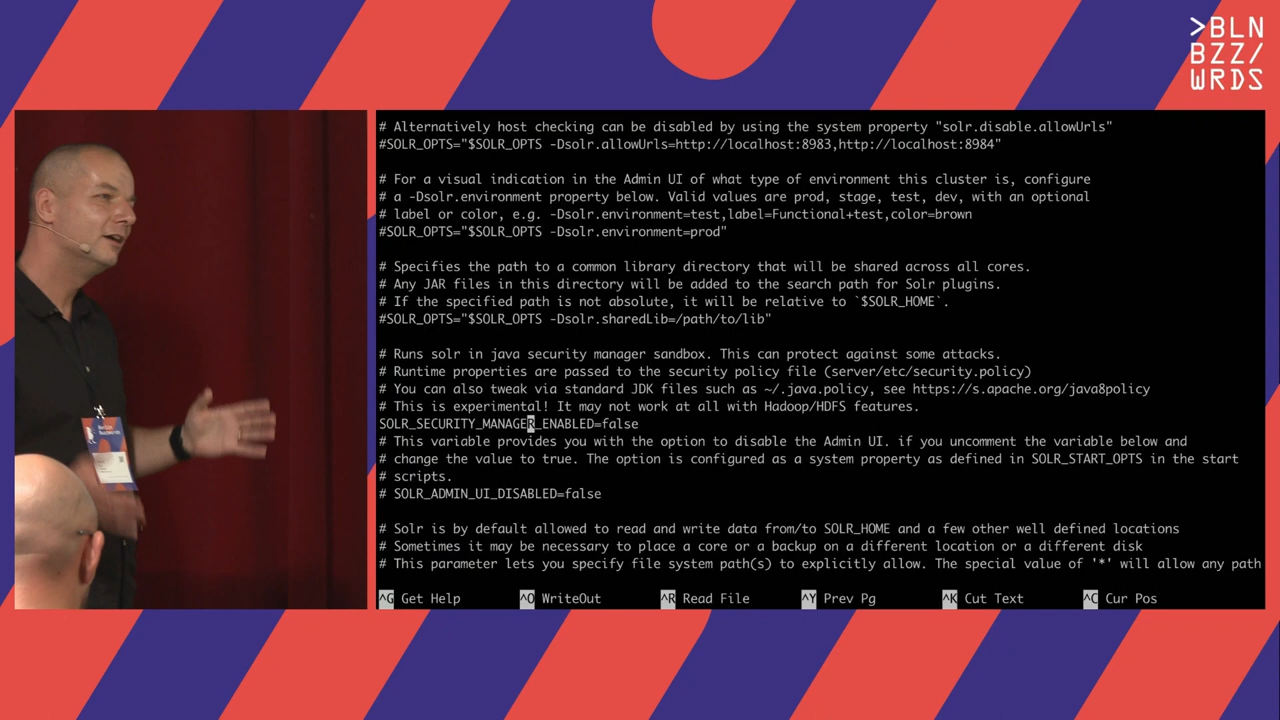 >BLN
BZZ/
WRDS
# Alternatively host checking can be disabled by using the system property "solr.disable.allowUrls"
#SOLR_OPTS="$SOLR_OPTS -Dsolr.allowUrls=http://localhost:8983,http://localhost:8984"
# For a visual indication in the Admin UI of what type of environment this cluster is, configure
# a -Dsolr.environment property below. Valid values are prod, stage, test, dev, with an optional
# label or color, e.g. -Dsolr.environment=test,label=Functional+test,color=brown
#SOLR_OPTS="$SOLR_OPTS -Dsolr.environment=prod"
# Specifies the path to a common library directory that will be shared across all cores.
# Any JAR files in this directory will be added to the search path for Solr plugins.
# If the specified path is not absolute, it will be relative to `$SOLR_HOME`.
#SOLR_OPTS="$SOLR_OPTS -Dsolr.sharedLib=/path/to/lib"
# Runs solr in java security manager sandbox. This can protect against some attacks.
# Runtime properties are passed to the security policy file (server/etc/security.policy)
# You can also tweak via standard JDK files such as ~/.java.policy, see https://s.apache.org/java8policy
# This is experimental! It may not work at all with Hadoop/HDFS features.
SOLR_SECURITY_MANAGER_ENABLED=false
# This variable provides you with the option to disable the Admin UI. if you uncomment the variable below and
# change the value to true. The option is configured as a system property as defined in SOLR_START_OPTS in the start
# scripts.
# SOLR_ADMIN_UI_DISABLED=false
# Solr is by default allowed to read and write data from/to SOLR_HOME and a few other well defined locations
# Sometimes it may be necessary to place a core or a backup on a different location or a different disk
# This parameter lets you specify file system path(s) to explicitly allow. The special value of '*' will allow any path
^G Get Help ^O WriteOut ^R Read File ^Y Prev Pg ^K Cut Text ^C Cur Pos